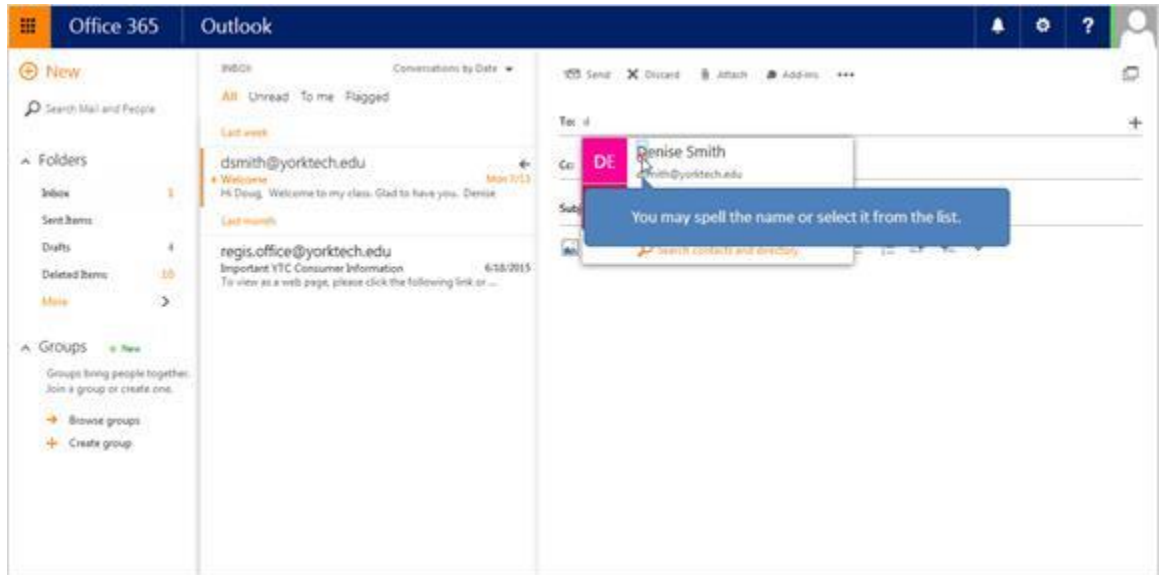 Office 365
Outlook
?
New
Search Mail and People
Folders
Inbox 1
Sent Items
Drafts 4
Deleted Items 10
More
Groups + New
Groups bring people together.
Join a group or create one.
Browse groups
Create group
INBOX
Conversations by Date
All Unread To me Flagged
Last week
dsmith@yorktech.edu
Welcome Mon 7/13
Hi Doug, Welcome to my class. Glad to have you. Denise
Last month
regis.office@yorktech.edu
Important YTC Consumer Information 6/18/2015
To view as a web page, please click the following link or ...
Send Discard Attach Add-ins •••
To: d
Cc:
DE
Denise Smith
dsmith@yorktech.edu
Subj
You may spell the name or select it from the list.
Search contacts and directory